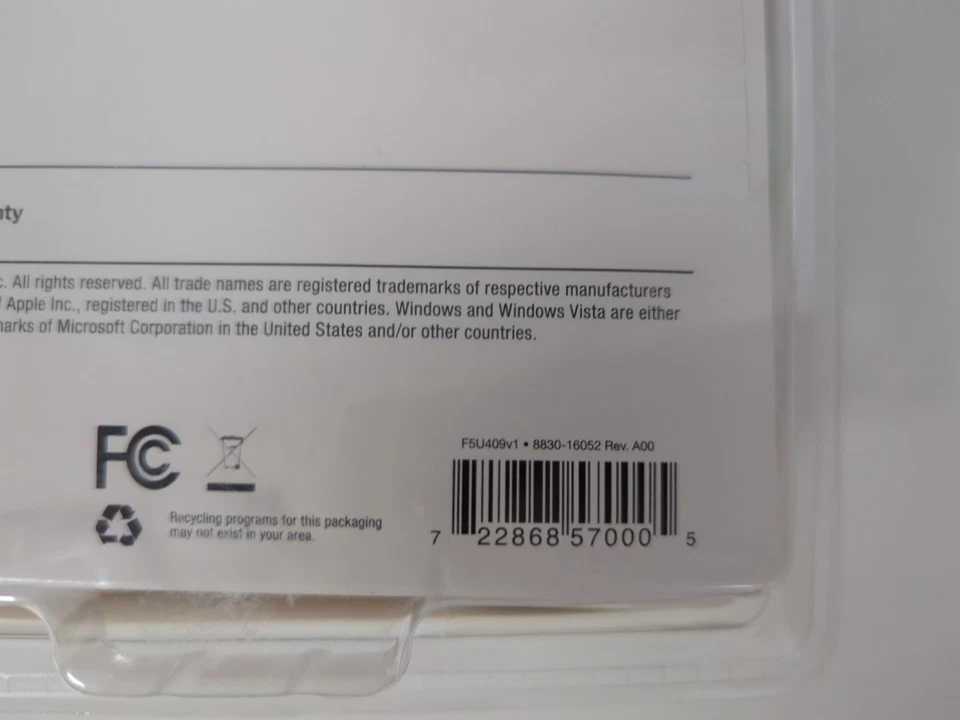 nty
c. All rights reserved. All trade names are registered trademarks of respective manufacturers
f Apple Inc., registered in the U.S. and other countries. Windows and Windows Vista are either
marks of Microsoft Corporation in the United States and/or other countries.
FC
F5U409v1 • 8830-16052 Rev. A00
Recycling programs for this packaging
may not exist in your area.
7 22868 57000 5